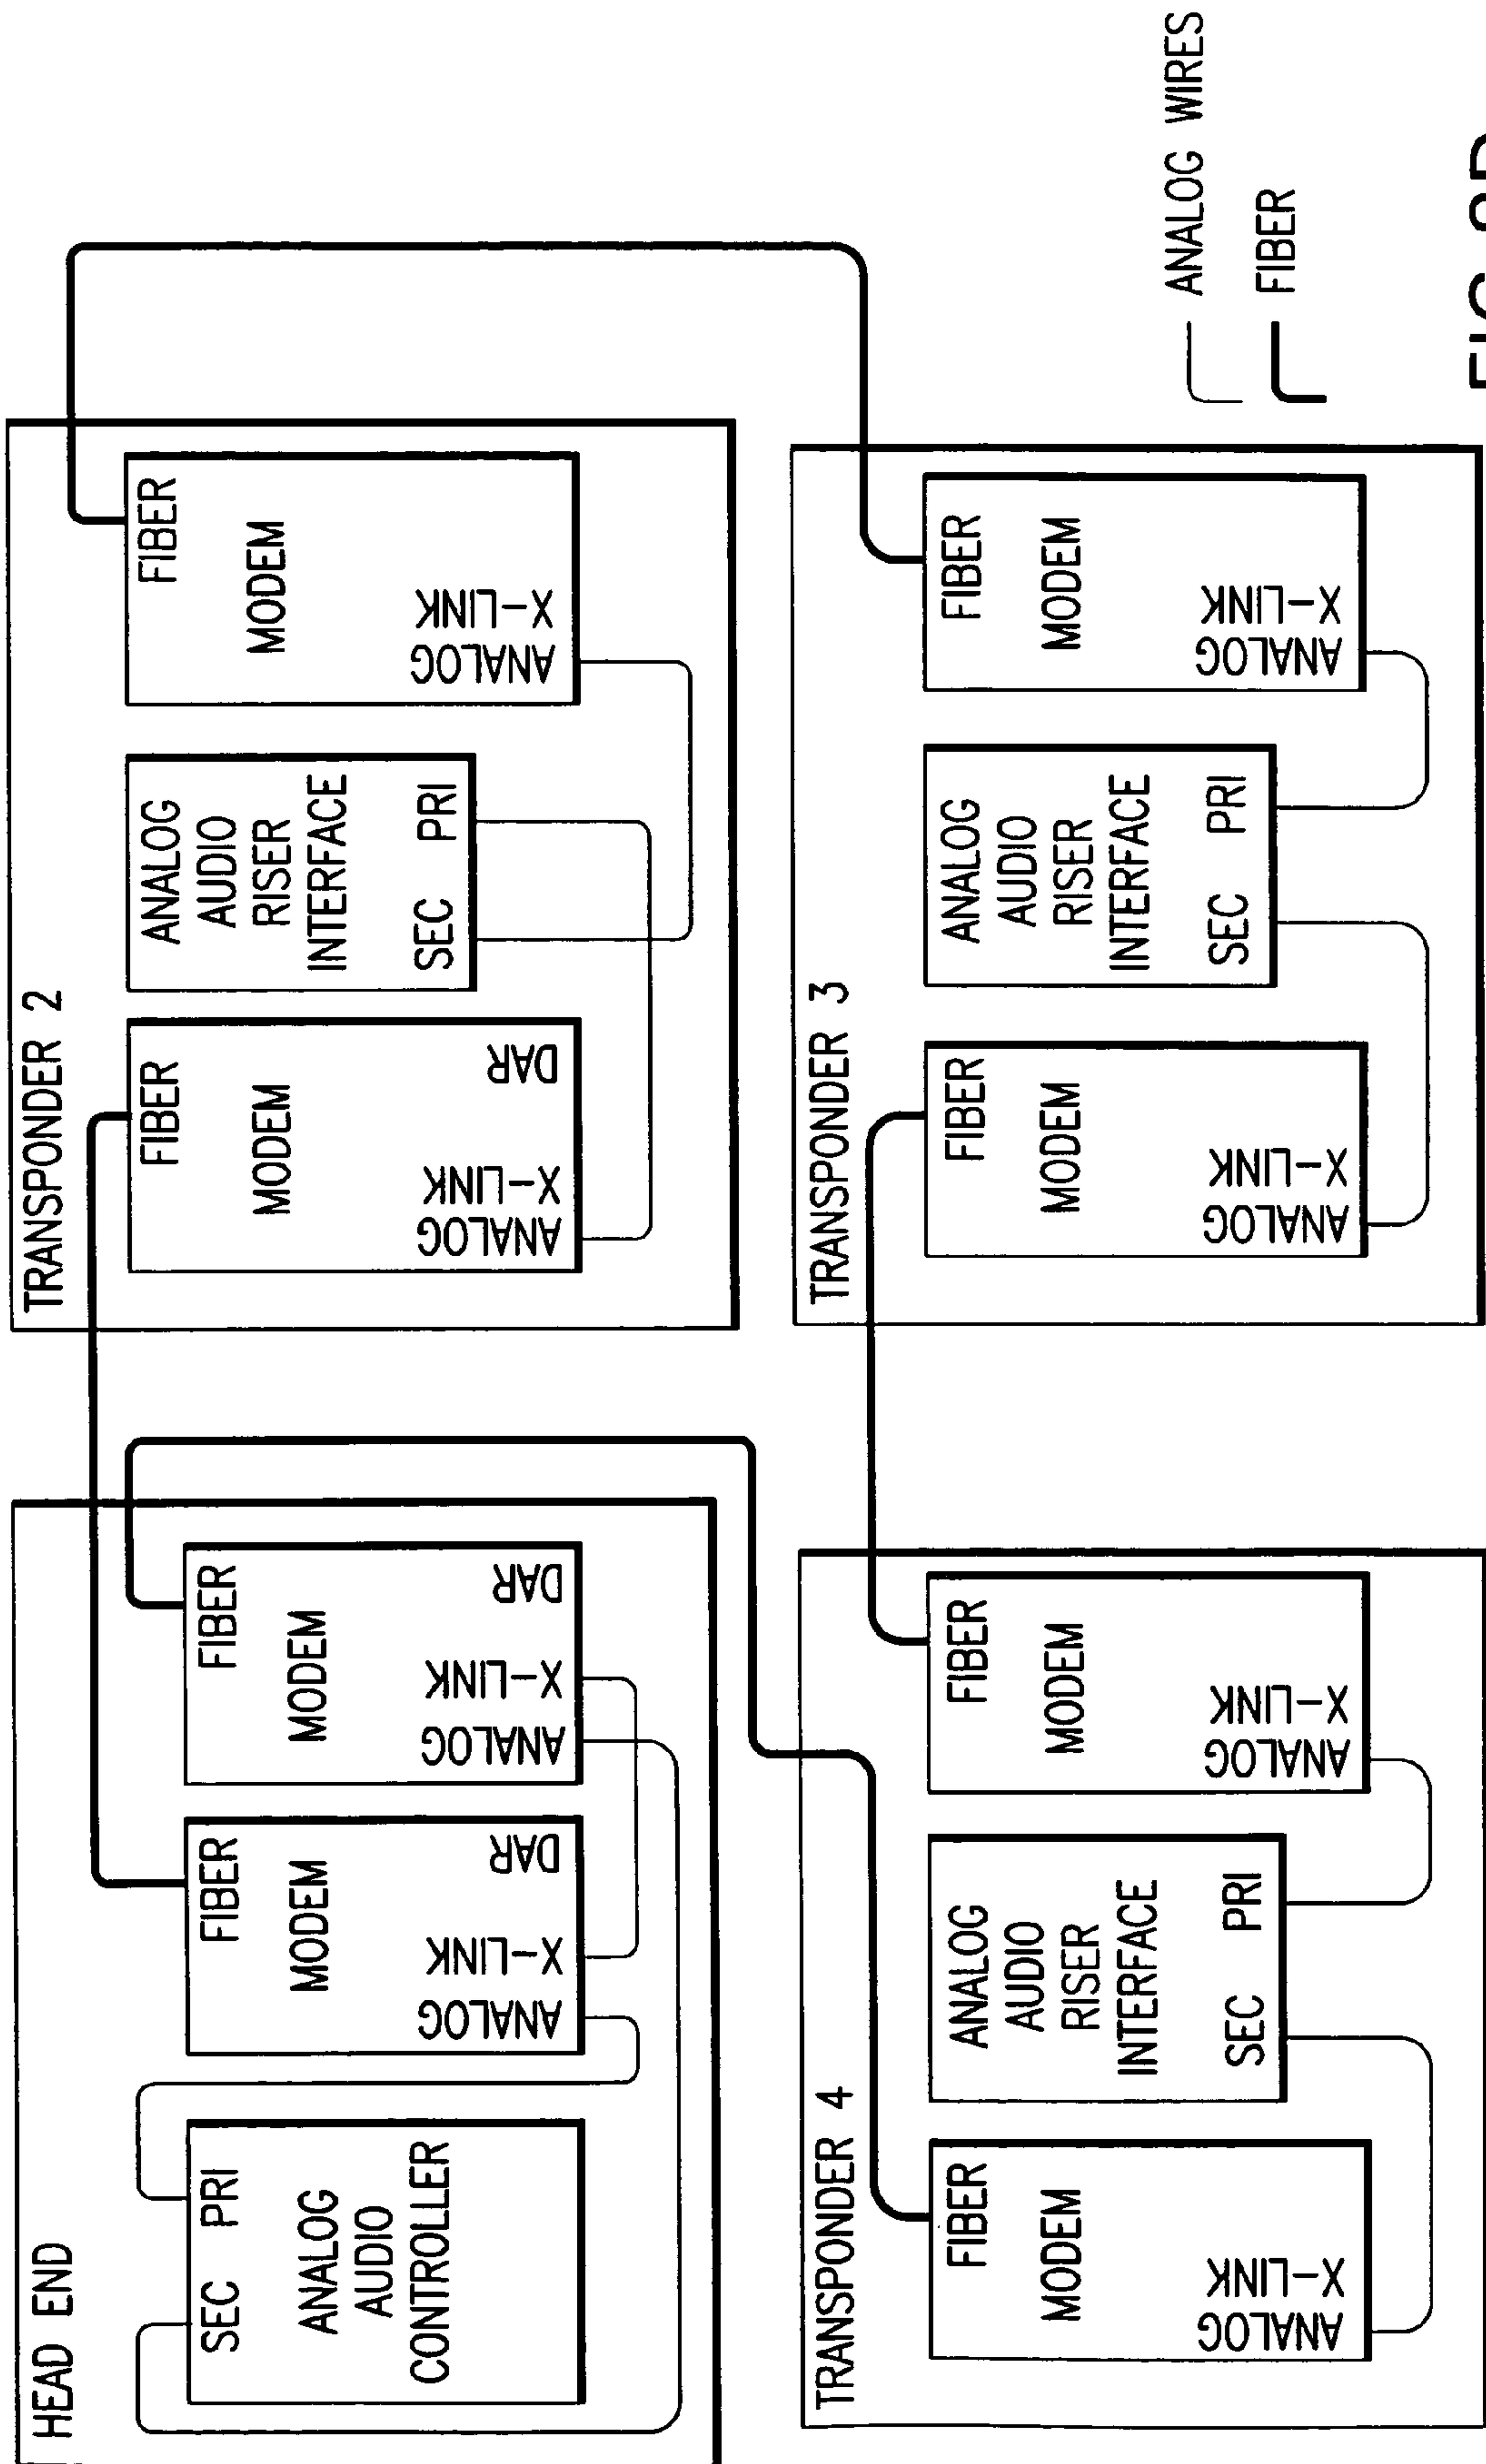 HEAD END
SEC PRI
ANALOG
AUDIO
CONTROLLER
FIBER
MODEM
ANALOG
X-LINK
DAR
FIBER
MODEM
ANALOG
X-LINK
DAR
TRANSPONDER 2
FIBER
MODEM
ANALOG
X-LINK
DAR
ANALOG
AUDIO
RISER
INTERFACE
SEC PRI
FIBER
MODEM
ANALOG
X-LINK
TRANSPONDER 4
FIBER
MODEM
ANALOG
X-LINK
ANALOG
AUDIO
RISER
INTERFACE
SEC PRI
FIBER
MODEM
ANALOG
X-LINK
TRANSPONDER 3
FIBER
MODEM
ANALOG
X-LINK
ANALOG
AUDIO
RISER
INTERFACE
SEC PRI
FIBER
MODEM
ANALOG
X-LINK
ANALOG WIRES
FIBER